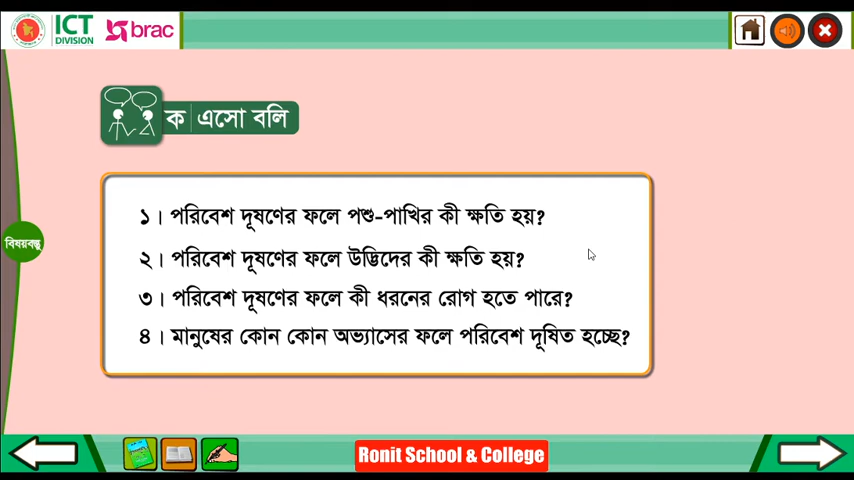 ICT
DIVISION
brac
ক এসো বলি
১। পরিবেশ দূষণের ফলে পশু-পাখির কী ক্ষতি হয়?
২। পরিবেশ দূষণের ফলে উদ্ভিদের কী ক্ষতি হয়?
৩। পরিবেশ দূষণের ফলে কী ধরনের রোগ হতে পারে?
৪। মানুষের কোন কোন অভ্যাসের ফলে পরিবেশ দূষিত হচ্ছে?
বিষয়বস্তু
Ronit School & College